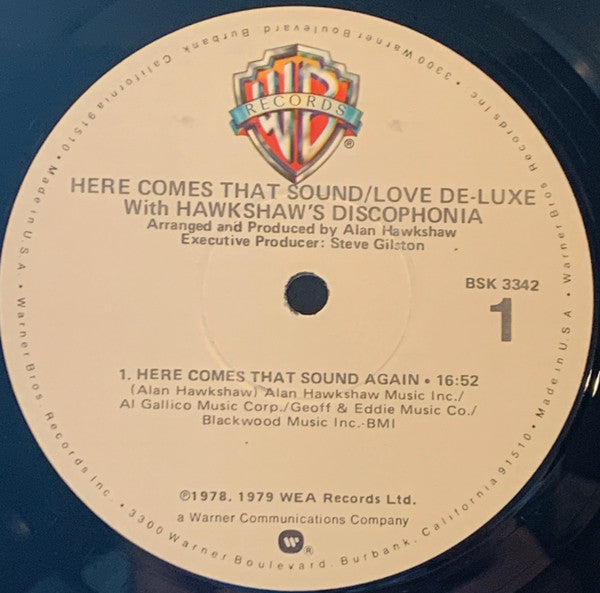 RECORDS
®
HERE COMES THAT SOUND/LOVE DE-LUXE
With HAWKSHAW'S DISCOPHONIA
Arranged and Produced by Alan Hawkshaw
Executive Producer: Steve Gilston
BSK 3342
1
1. HERE COMES THAT SOUND AGAIN • 16:52
(Alan Hawkshaw) Alan Hawkshaw Music Inc./
Al Gallico Music Corp./Geoff & Eddie Music Co./
Blackwood Music Inc.-BMI
℗1978, 1979 WEA Records Ltd.
a Warner Communications Company
®
3300 Warner Boulevard, Burbank, California 91510 • Made in U.S.A. • Warner Bros. Records Inc. • 3300 Warner Boulevard, Burbank, California 91510 • Made in U.S.A. • Warner Bros. Records Inc. •